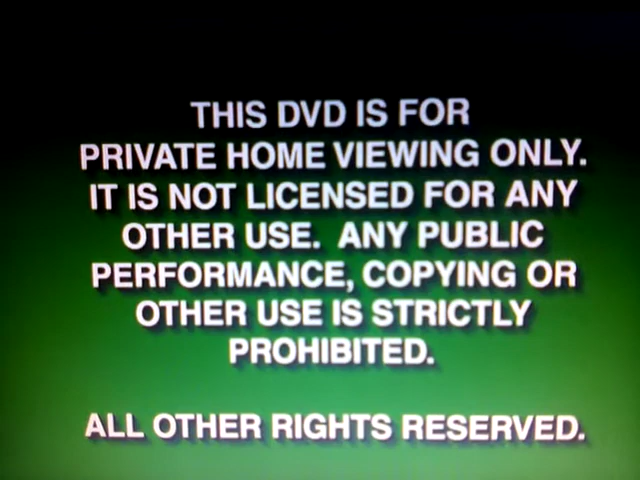 THIS DVD IS FOR
PRIVATE HOME VIEWING ONLY.
IT IS NOT LICENSED FOR ANY
OTHER USE.  ANY PUBLIC
PERFORMANCE, COPYING OR
OTHER USE IS STRICTLY
PROHIBITED.
ALL OTHER RIGHTS RESERVED.